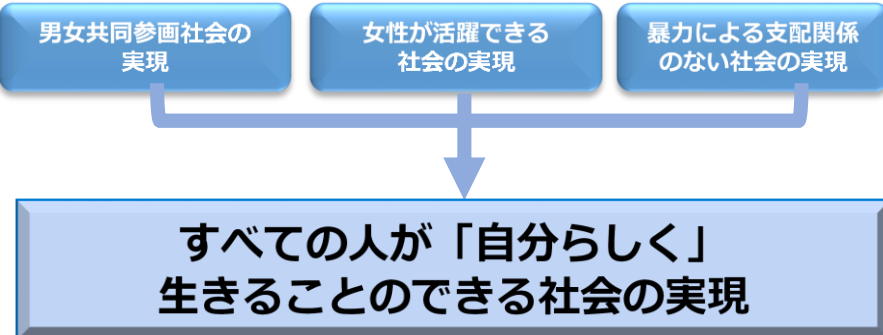 男女共同参画社会の
実現
女性が活躍できる
社会の実現
暴力による支配関係
のない社会の実現
すべての人が「自分らしく」
生きることのできる社会の実現